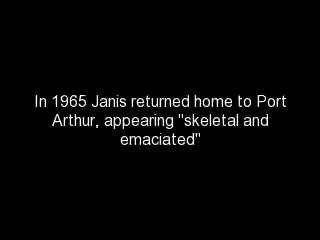 In 1965 Janis returned home to Port
Arthur, appearing "skeletal and
emaciated"